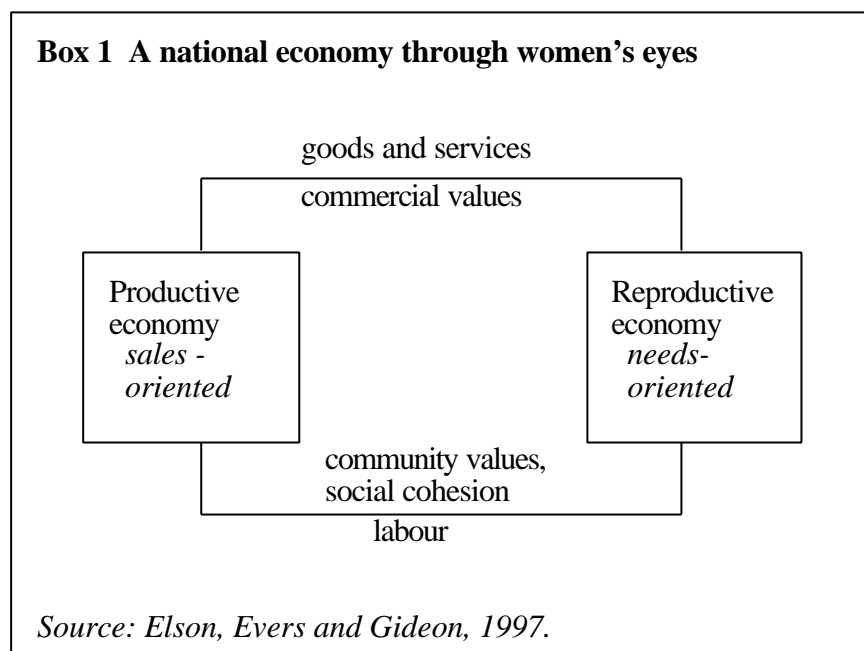 Box 1 A national economy through women's eyes
goods and services
commercial values
Productive
economy
sales -
oriented
Reproductive
economy
needs-
oriented
community values,
social cohesion
labour
Source: Elson, Evers and Gideon, 1997.